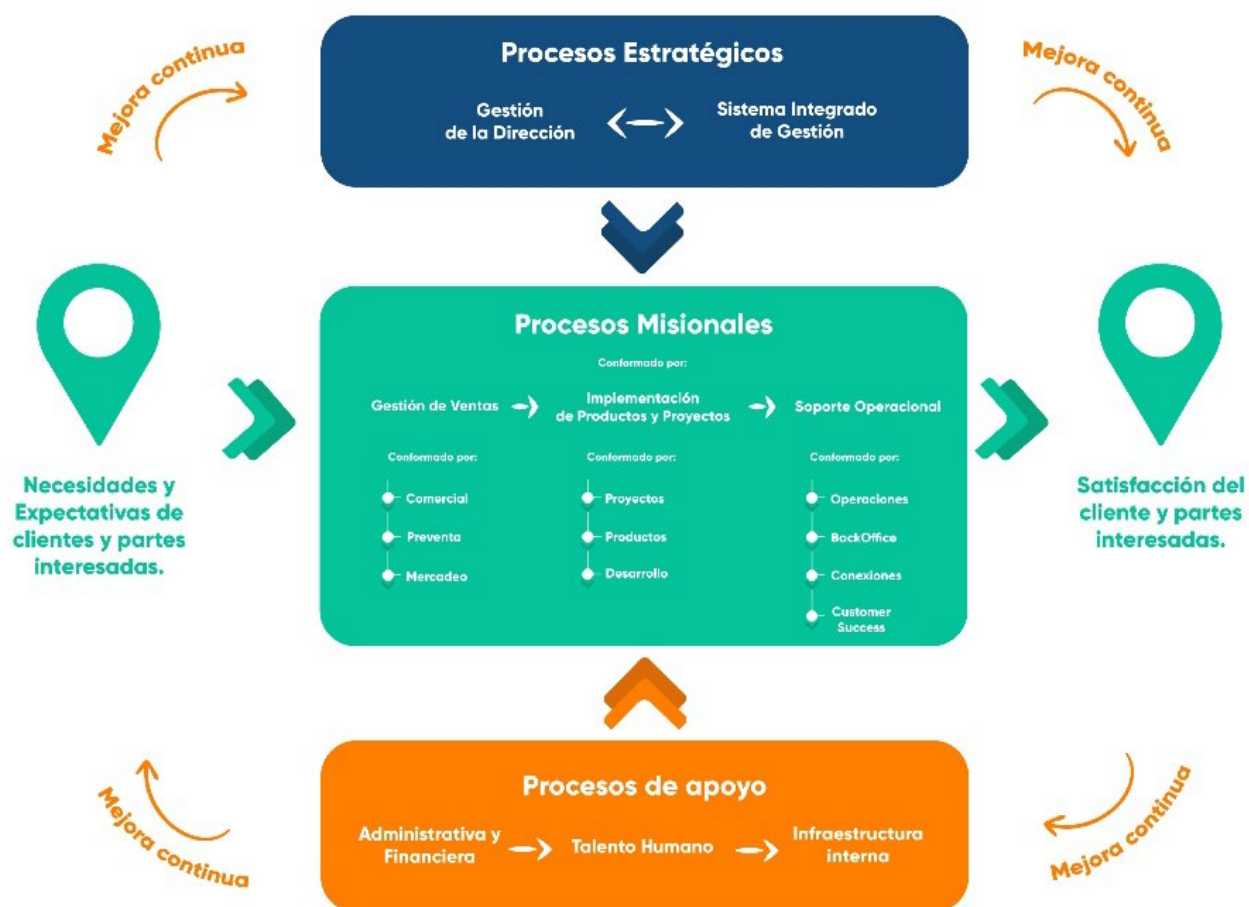 Mejora continua
Procesos Estratégicos
Mejora continua
Gestión
de la Dirección
Sistema Integrado
de Gestión
Necesidades y
Expectativas de
clientes y partes
interesadas.
Procesos Misionales
Conformado por:
Gestión de Ventas
Implementación
de Productos y Proyectos
Soporte Operacional
Conformado por:
Comercial
Preventa
Mercadeo
Conformado por:
Proyectos
Productos
Desarrollo
Conformado por:
Operaciones
BackOffice
Conexiones
Customer
Success
Satisfacción del
cliente y partes
interesadas.
Mejora continua
Procesos de apoyo
Administrativa y
Financiera
Talento Humano
Infraestructura
interna
Mejora continua